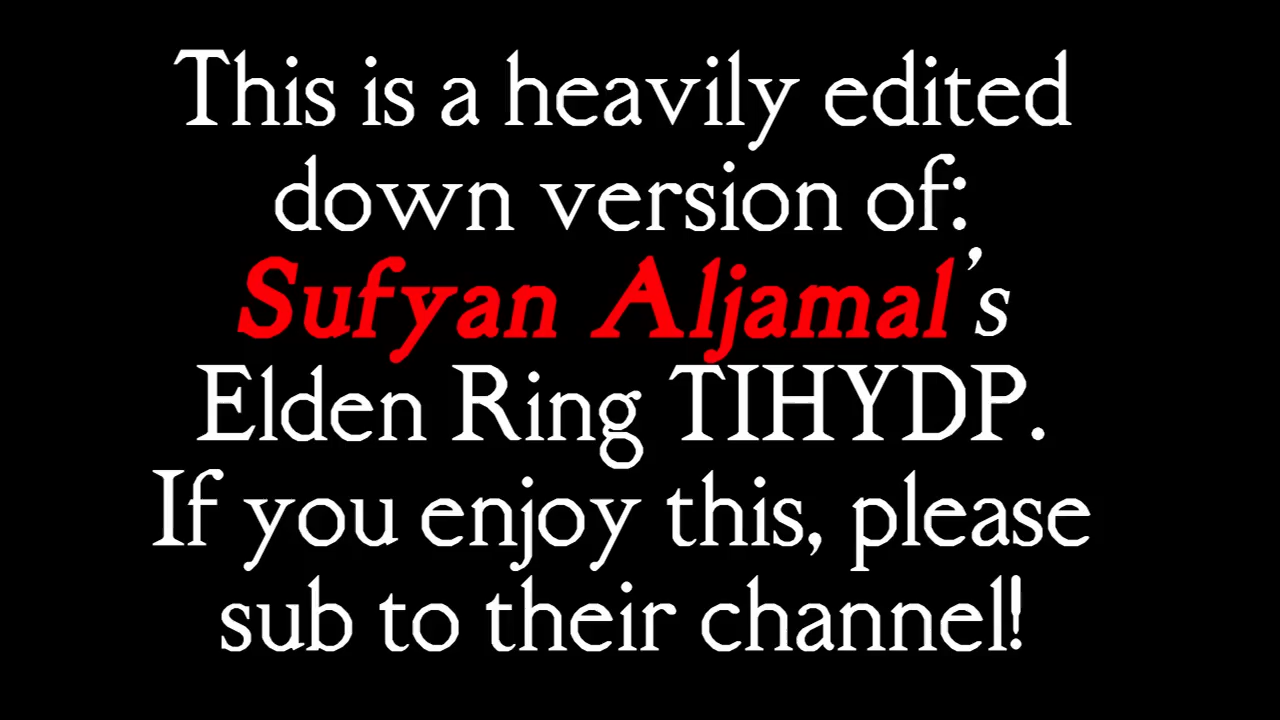 This is a heavily edited
down version of:
Sufyan Aljamal's
Elden Ring TIHYDP.
If you enjoy this, please
sub to their channel!